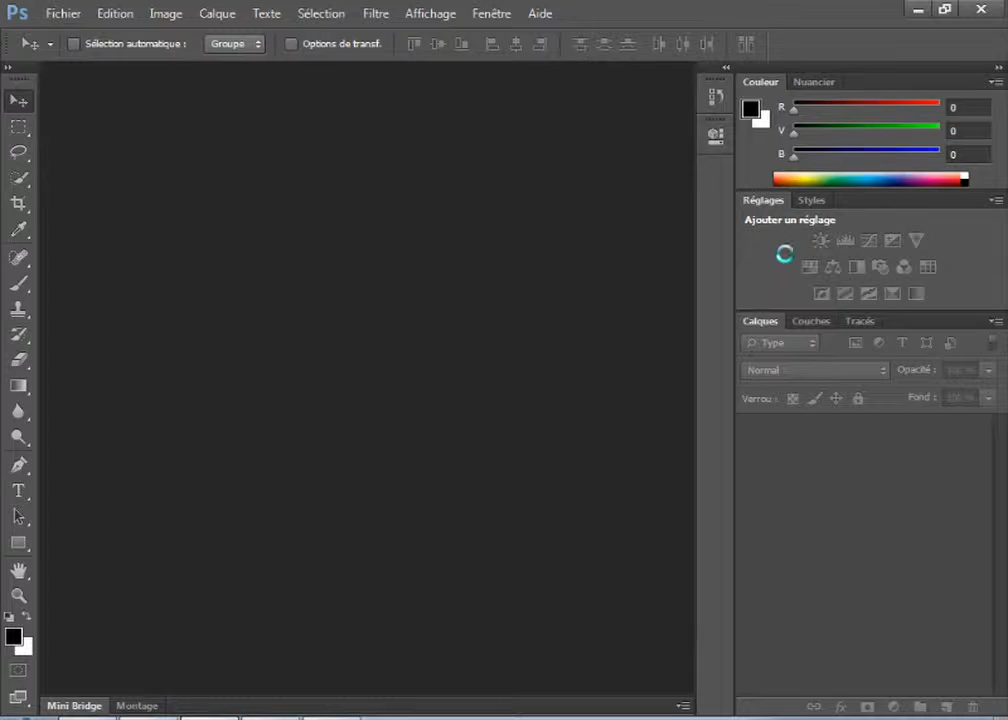 Ps Fichier Edition Image Calque Texte Sélection Filtre Affichage Fenêtre Aide
Sélection automatique : Groupe Options de transf.
Couleur Nuancier
R 0
V 0
B 0
Réglages Styles
Ajouter un réglage
Calques Couches Tracés
Type
Normal Opacité : 100 %
Verrou : Fond : 100 %
Mini Bridge Montage